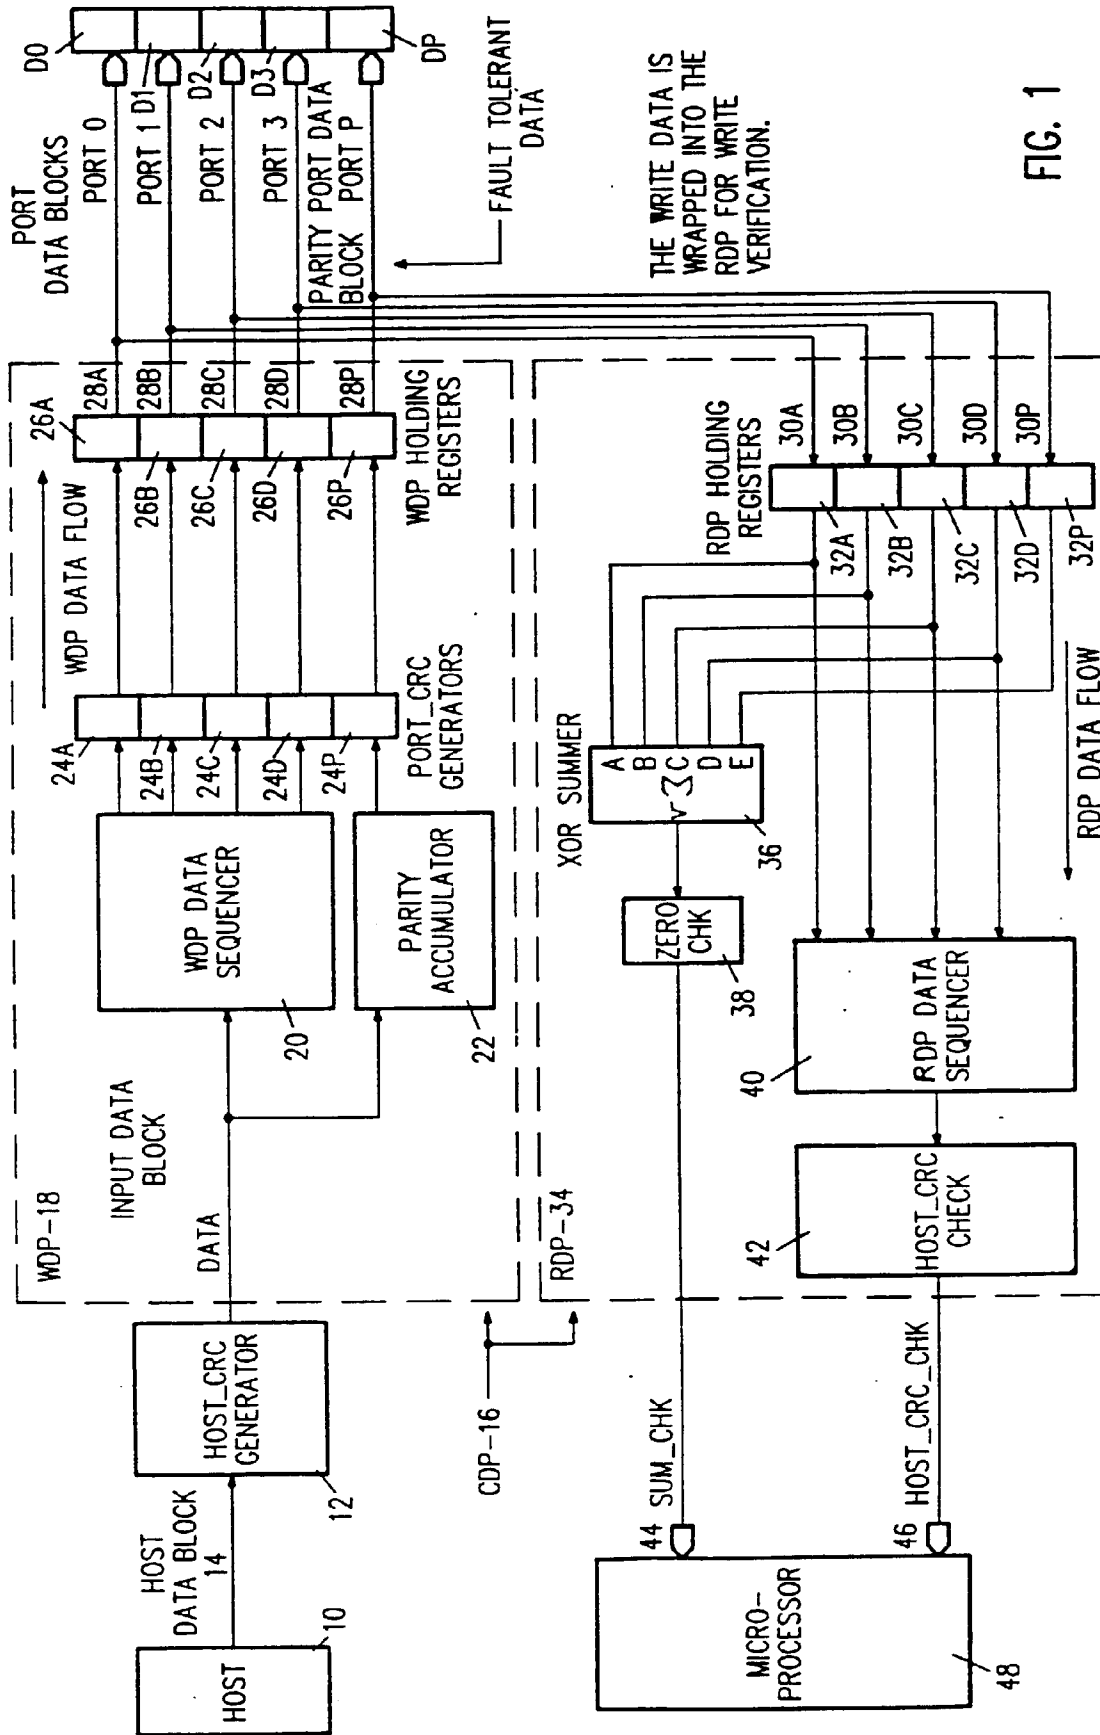 HOST
10
HOST
DATA BLOCK
14
HOST_CRC
GENERATOR
12
WDP-18
DATA
INPUT DATA
BLOCK
WDP DATA
SEQUENCER
20
PARITY
ACCUMULATOR
22
WDP DATA FLOW
24A
24B
24C
24D
24P
PORT_CRC
GENERATORS
26A
26B
26C
26D
26P
WDP HOLDING
REGISTERS
28A
28B
28C
28D
28P
PORT
DATA BLOCKS
PORT 0
PORT 1
PORT 2
PORT 3
PARITY PORT DATA
BLOCK PORT P
D0
D1
D2
D3
DP
FAULT TOLERANT
DATA
THE WRITE DATA IS
WRAPPED INTO THE
RDP FOR WRITE
VERIFICATION.
CDP-16
RDP-34
XOR SUMMER
A
B
C
D
E
V Σ
36
ZERO
CHK
38
RDP HOLDING
REGISTERS
30A
30B
30C
30D
30P
32A
32B
32C
32D
32P
RDP DATA FLOW
RDP DATA
SEQUENCER
40
HOST_CRC
CHECK
42
44
SUM_CHK
46
HOST_CRC_CHK
MICRO-
PROCESSOR
48
FIG. 1